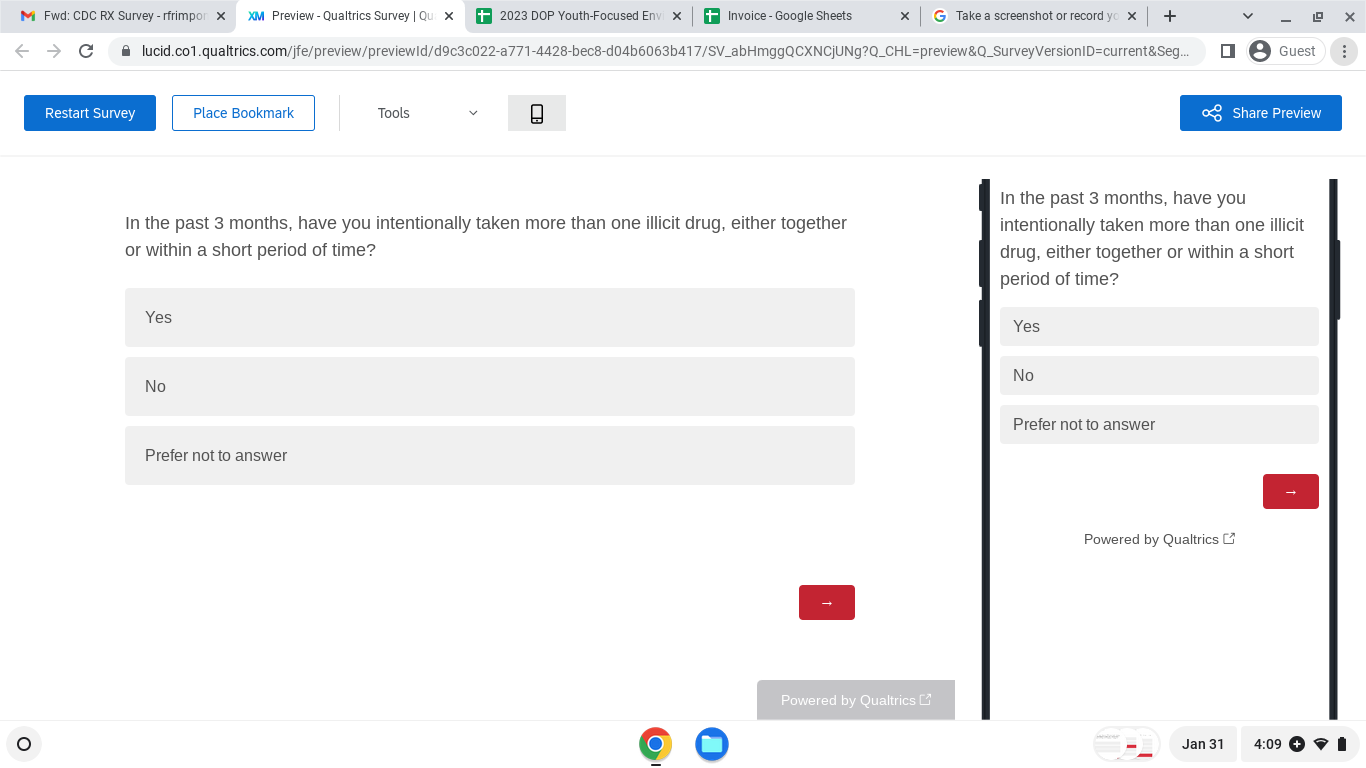 Fwd: CDC RX Survey - rfrimpor
XM Preview - Qualtrics Survey | Qu
2023 DOP Youth-Focused Envi
Invoice - Google Sheets
Take a screenshot or record yo
lucid.co1.qualtrics.com/jfe/preview/previewId/d9c3c022-a771-4428-bec8-d04b6063b417/SV_abHmggQCXNCjUNg?Q_CHL=preview&Q_SurveyVersionID=current&Seg...
Guest
Restart Survey
Place Bookmark
Tools
Share Preview
In the past 3 months, have you intentionally taken more than one illicit drug, either together
or within a short period of time?
Yes
No
Prefer not to answer
→
Powered by Qualtrics
In the past 3 months, have you
intentionally taken more than one illicit
drug, either together or within a short
period of time?
Yes
No
Prefer not to answer
→
Powered by Qualtrics
Jan 31
4:09